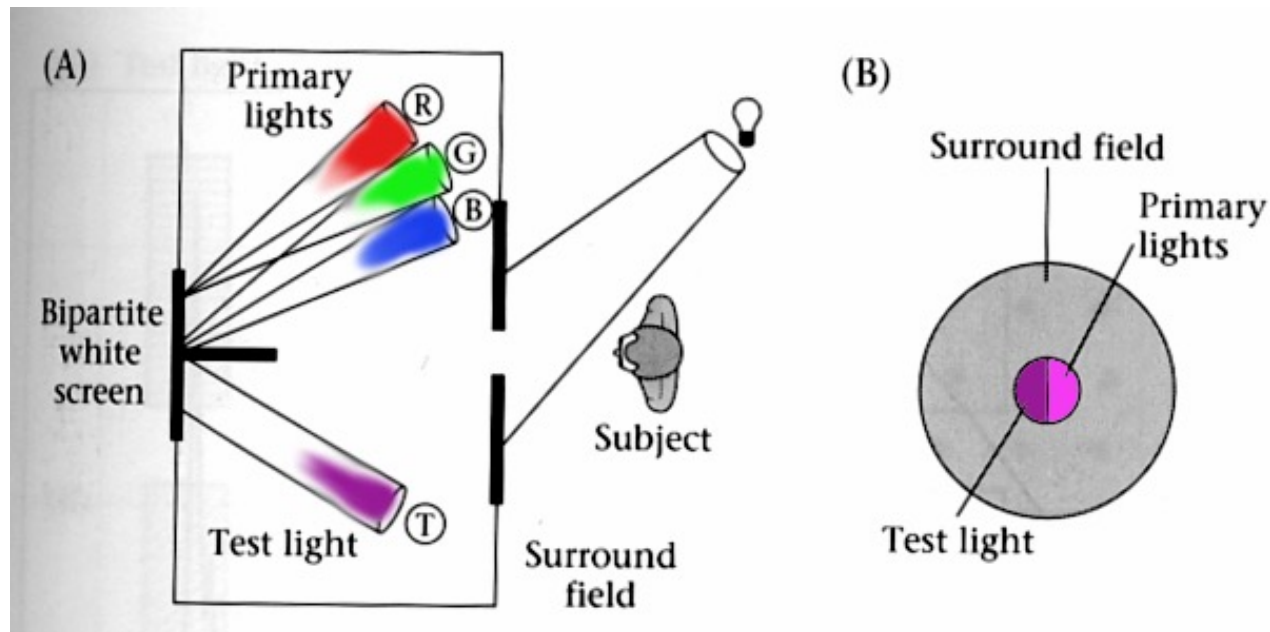 (A)
Primary
lights
R
G
B
Bipartite
white
screen
Test light
T
Subject
Surround
field
(B)
Surround field
Primary
lights
Test light